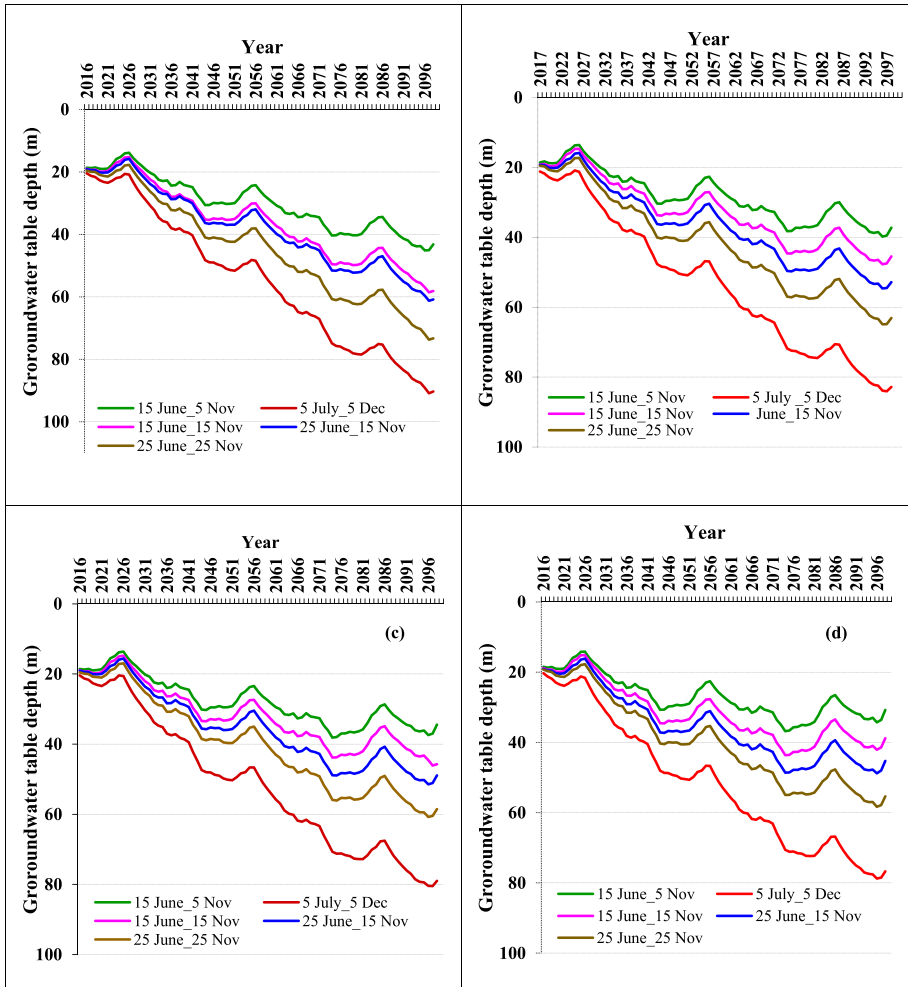 Year
2016 2021 2026 2031 2036 2041 2046 2051 2056 2061 2066 2071 2076 2081 2086 2091 2096
0
20
40
60
80
100
Groroundwater table depth (m)
15 June_5 Nov 5 July_5 Dec
15 June_15 Nov 25 June_15 Nov
25 June_25 Nov
Year
2017 2022 2027 2032 2037 2042 2047 2052 2057 2062 2067 2072 2077 2082 2087 2092 2097
0
20
40
60
80
100
Groroundwater table depth (m)
15 June_5 Nov 5 July_5 Dec
15 June_15 Nov June_15 Nov
25 June_25 Nov
Year
2016 2021 2026 2031 2036 2041 2046 2051 2056 2061 2066 2071 2076 2081 2086 2091 2096
0
20
40
60
80
100
Groroundwater table depth (m)
(c)
15 June_5 Nov 5 July_5 Dec
15 June_15 Nov 25 June_15 Nov
25 June_25 Nov
Year
2016 2021 2026 2031 2036 2041 2046 2051 2056 2061 2066 2071 2076 2081 2086 2091 2096
0
20
40
60
80
100
Groroundwater table depth (m)
(d)
15 June_5 Nov 5 July_5 Dec
15 June_15 Nov 25 June_15 Nov
25 June_25 Nov